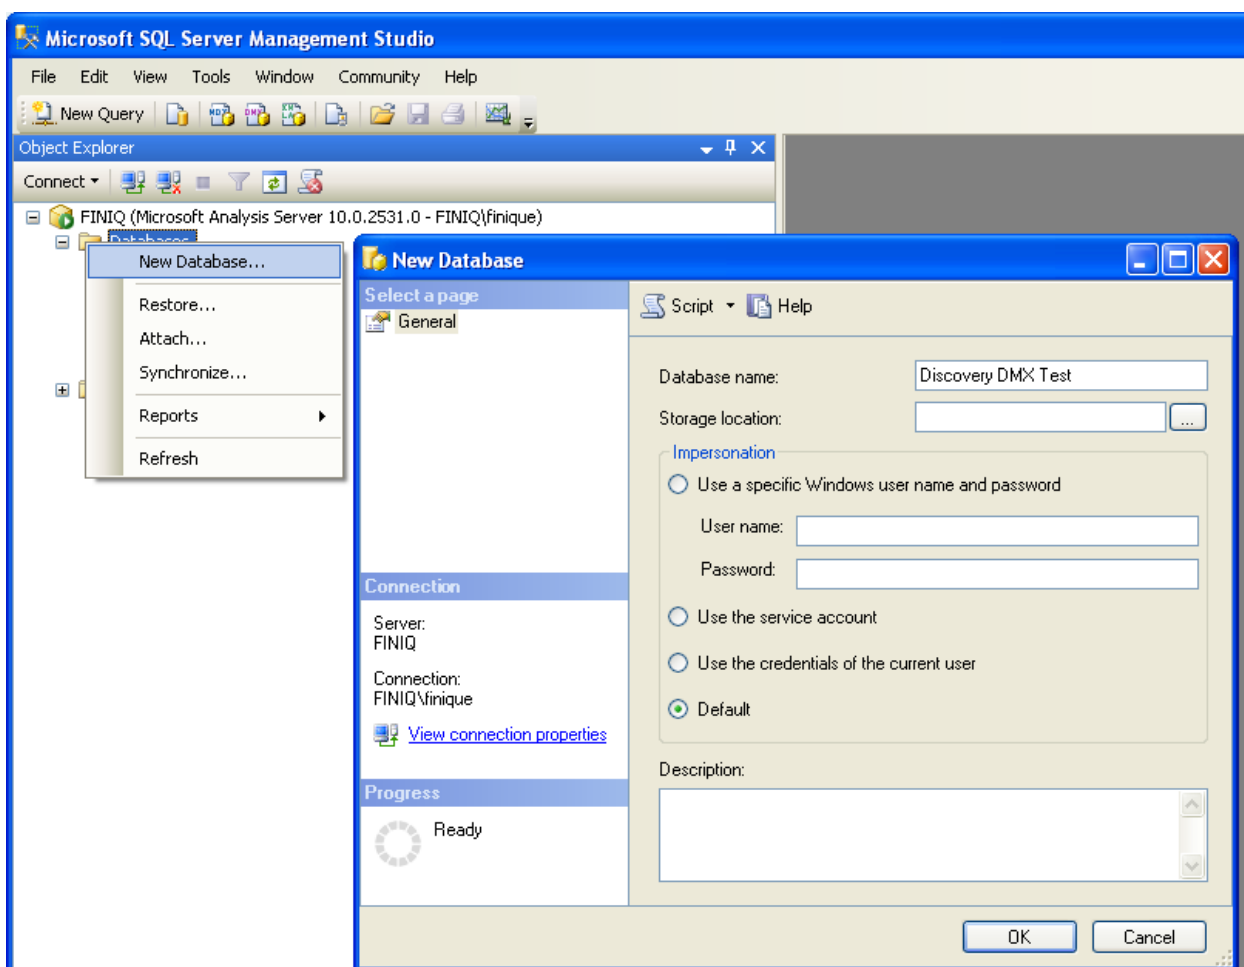 Microsoft SQL Server Management Studio
File Edit View Tools Window Community Help
New Query
Object Explorer
Connect
FINIQ (Microsoft Analysis Server 10.0.2531.0 - FINIQ\finique)
Databases
New Database...
Restore...
Attach...
Synchronize...
Reports
Refresh
New Database
Select a page
General
Script Help
Database name: Discovery DMX Test
Storage location: ...
Impersonation
Use a specific Windows user name and password
User name:
Password:
Use the service account
Use the credentials of the current user
Default
Description:
Connection
Server:
FINIQ
Connection:
FINIQ\finique
View connection properties
Progress
Ready
OK Cancel